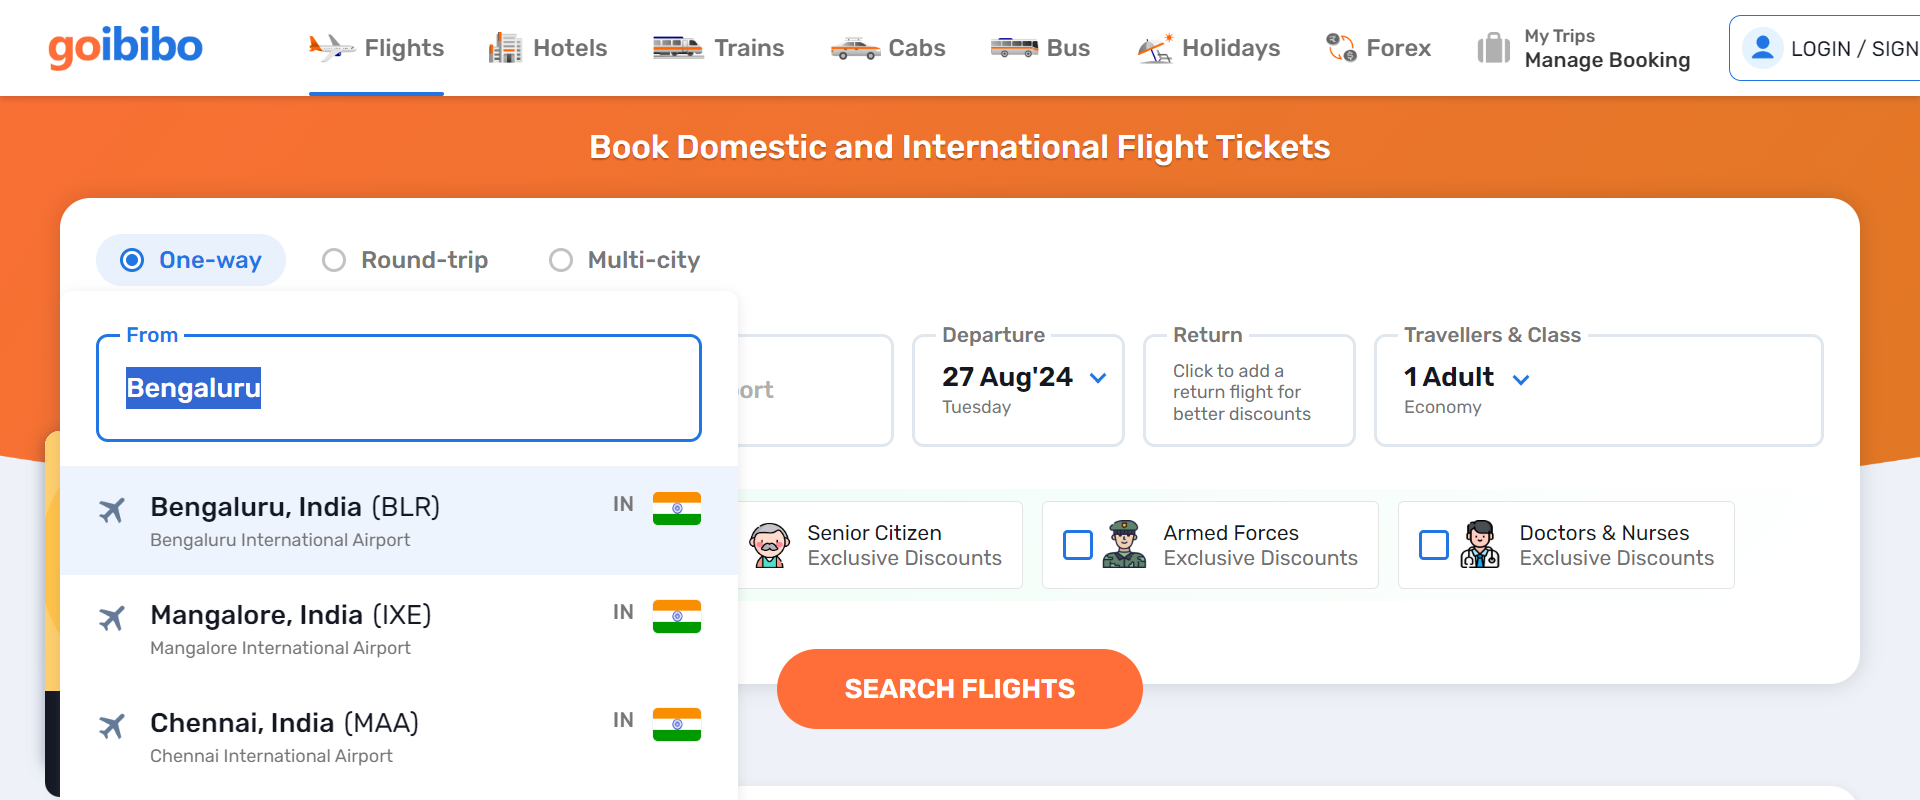 goibibo
Flights
Hotels
Trains
Cabs
Bus
Holidays
Forex
My Trips
Manage Booking
LOGIN / SIGN
Book Domestic and International Flight Tickets
One-way
Round-trip
Multi-city
From
Bengaluru
ort
Departure
27 Aug'24
Tuesday
Return
Click to add a
return flight for
better discounts
Travellers & Class
1 Adult
Economy
Bengaluru, India (BLR)
IN
Bengaluru International Airport
Mangalore, India (IXE)
IN
Mangalore International Airport
Chennai, India (MAA)
IN
Chennai International Airport
Senior Citizen
Exclusive Discounts
Armed Forces
Exclusive Discounts
Doctors & Nurses
Exclusive Discounts
SEARCH FLIGHTS